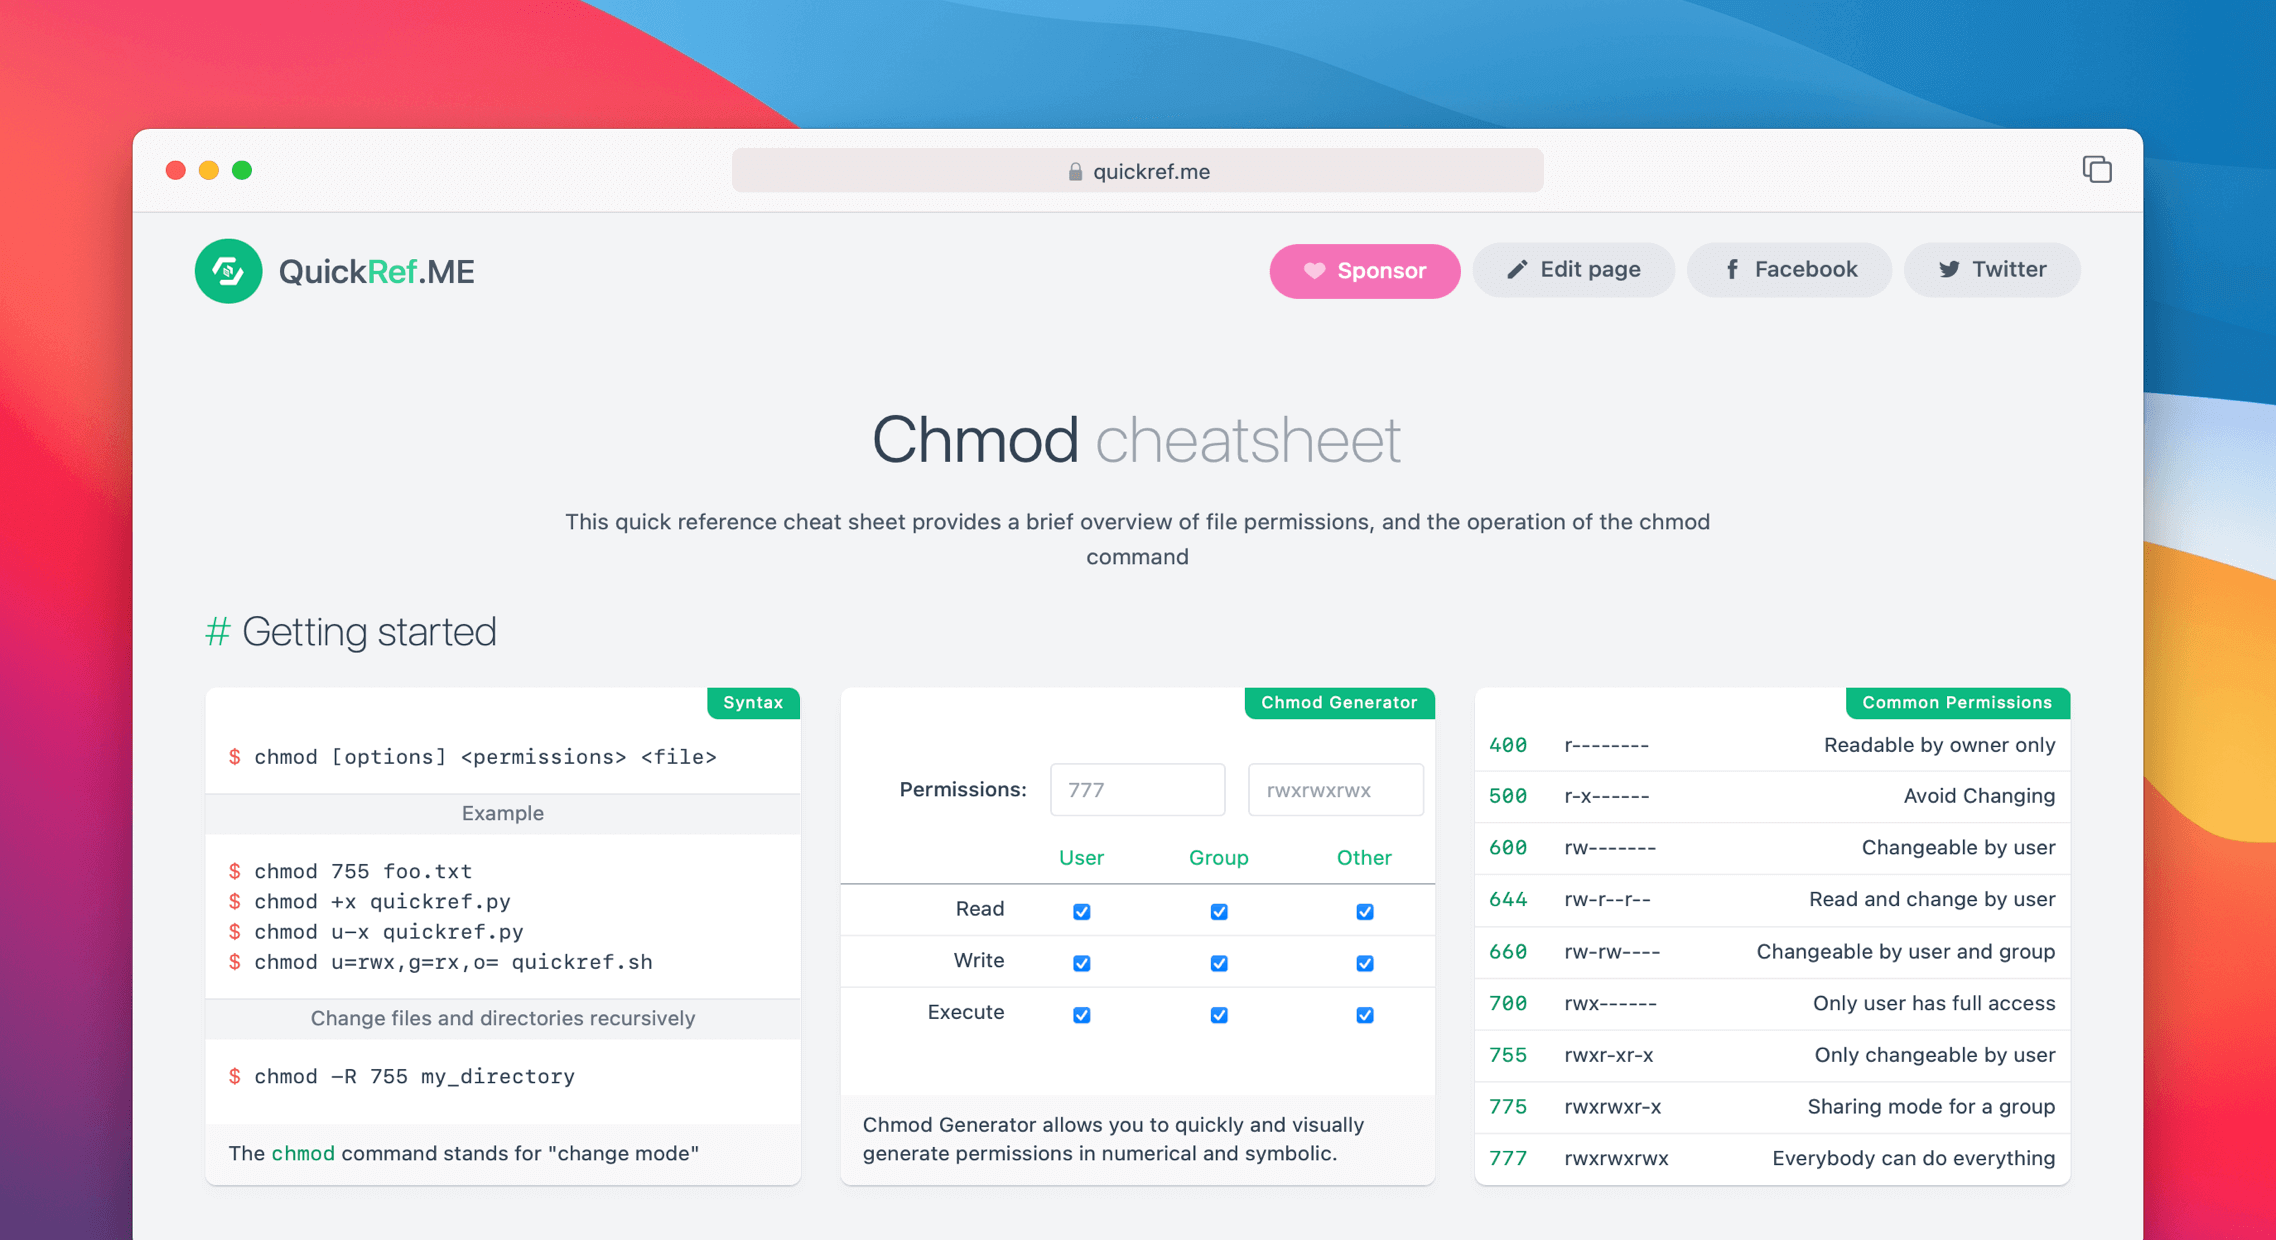 quickref.me
QuickRef.ME
Sponsor
Edit page
Facebook
Twitter
Chmod cheatsheet
This quick reference cheat sheet provides a brief overview of file permissions, and the operation of the chmod
command
# Getting started
Syntax
$ chmod [options] <permissions> <file>
Example
$ chmod 755 foo.txt
$ chmod +x quickref.py
$ chmod u-x quickref.py
$ chmod u=rwx,g=rx,o= quickref.sh
Change files and directories recursively
$ chmod -R 755 my_directory
The chmod command stands for "change mode"
Chmod Generator
Permissions: 777 rwxrwxrwx
User Group Other
Read
Write
Execute
Chmod Generator allows you to quickly and visually
generate permissions in numerical and symbolic.
Common Permissions
400 r-------- Readable by owner only
500 r-x------ Avoid Changing
600 rw------- Changeable by user
644 rw-r--r-- Read and change by user
660 rw-rw---- Changeable by user and group
700 rwx------ Only user has full access
755 rwxr-xr-x Only changeable by user
775 rwxrwxr-x Sharing mode for a group
777 rwxrwxrwx Everybody can do everything